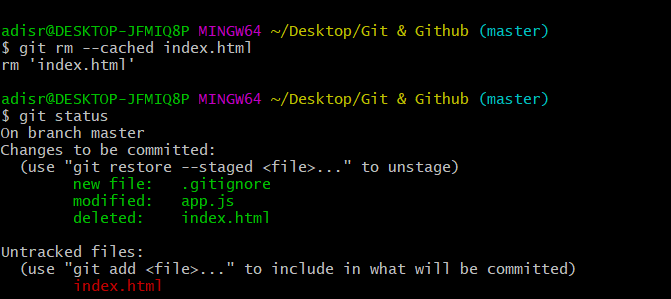 adisr@DESKTOP-JFMIQ8P MINGW64 ~/Desktop/Git & Github (master)
$ git rm --cached index.html
rm 'index.html'

adisr@DESKTOP-JFMIQ8P MINGW64 ~/Desktop/Git & Github (master)
$ git status
On branch master
Changes to be committed:
  (use "git restore --staged <file>..." to unstage)
        new file:   .gitignore
        modified:   app.js
        deleted:    index.html

Untracked files:
  (use "git add <file>..." to include in what will be committed)
        index.html